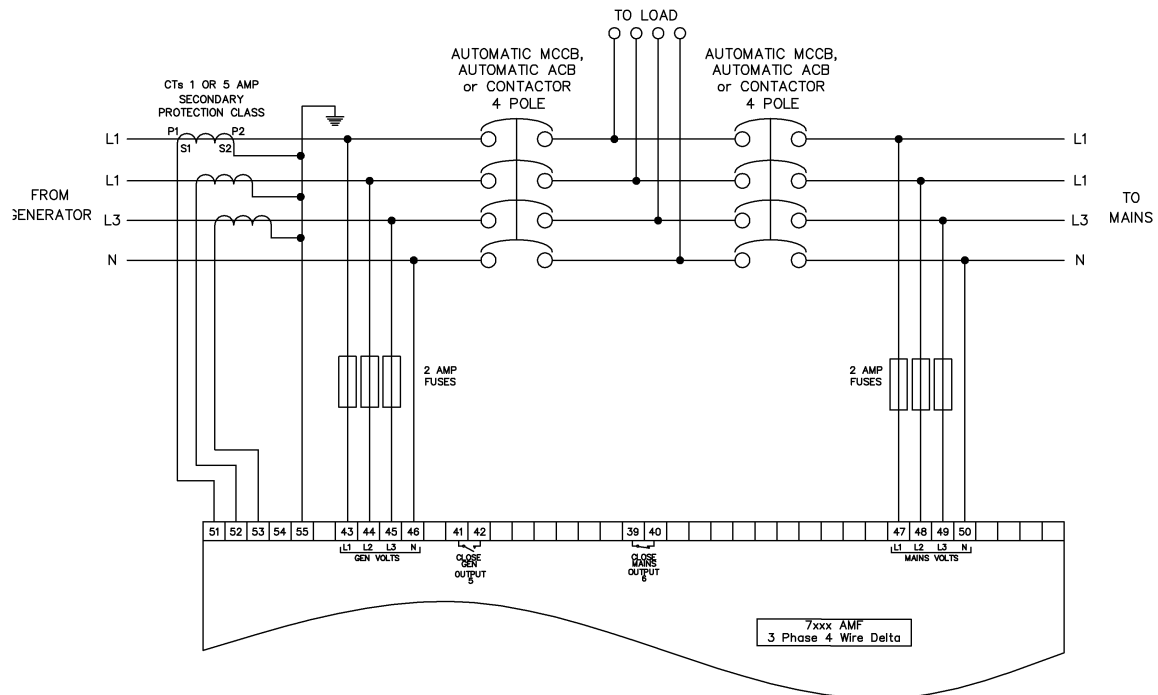 TO LOAD
AUTOMATIC MCCB,
AUTOMATIC ACB
or CONTACTOR
4 POLE
AUTOMATIC MCCB,
AUTOMATIC ACB
or CONTACTOR
4 POLE
CTs 1 OR 5 AMP
SECONDARY
PROTECTION CLASS
P1 P2
S1 S2
L1
L1
L3
N
FROM
GENERATOR
L1
L1
L3
N
TO
MAINS
2 AMP
FUSES
2 AMP
FUSES
51 52 53 54 55 43 44 45 46 41 42 39 40 47 48 49 50
L1 L2 L3 N
GEN VOLTS
CLOSE
GEN
OUTPUT
5
CLOSE
MAINS
OUTPUT
6
L1 L2 L3 N
MAINS VOLTS
7xxx AMF
3 Phase 4 Wire Delta